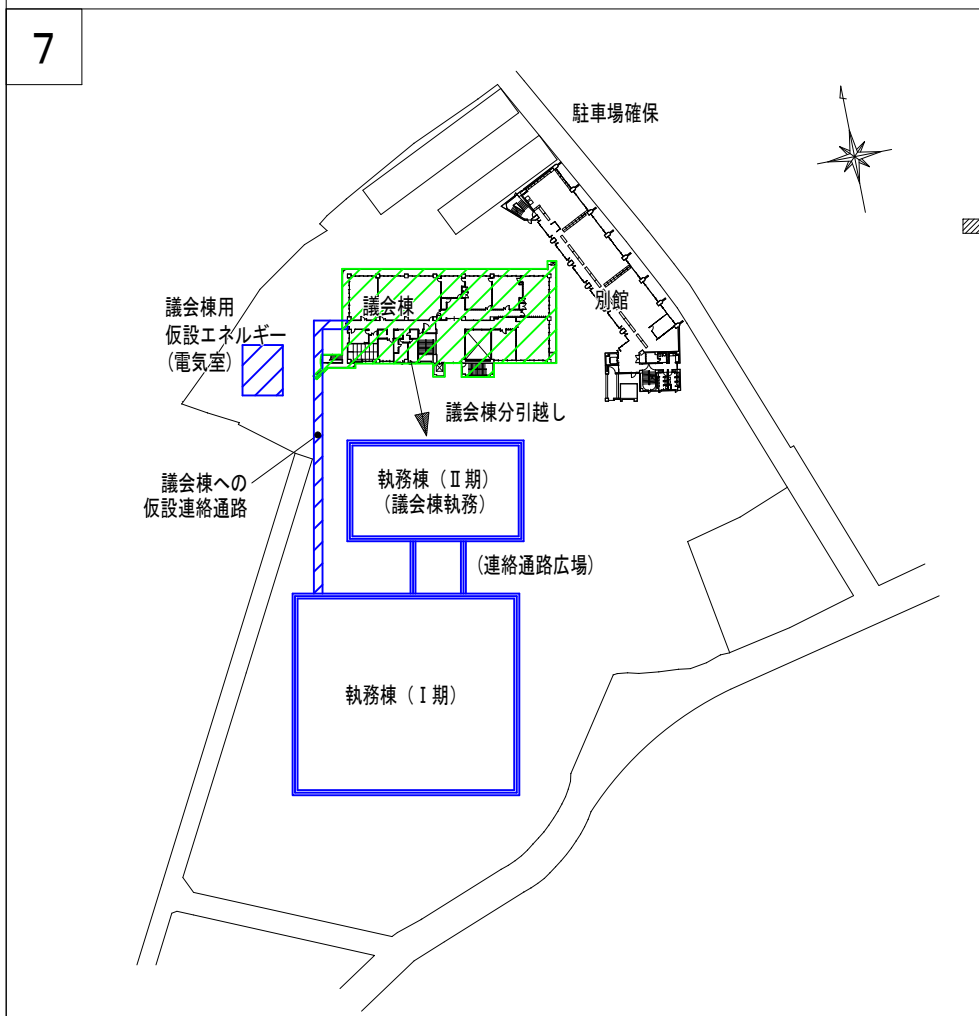 7
駐車場確保
別館
議会棟
議会棟用
仮設エネルギー
(電気室)
議会棟分引越し
議会棟への
仮設連絡通路
執務棟（Ⅱ期）
(議会棟執務)
(連絡通路広場)
執務棟（Ⅰ期）